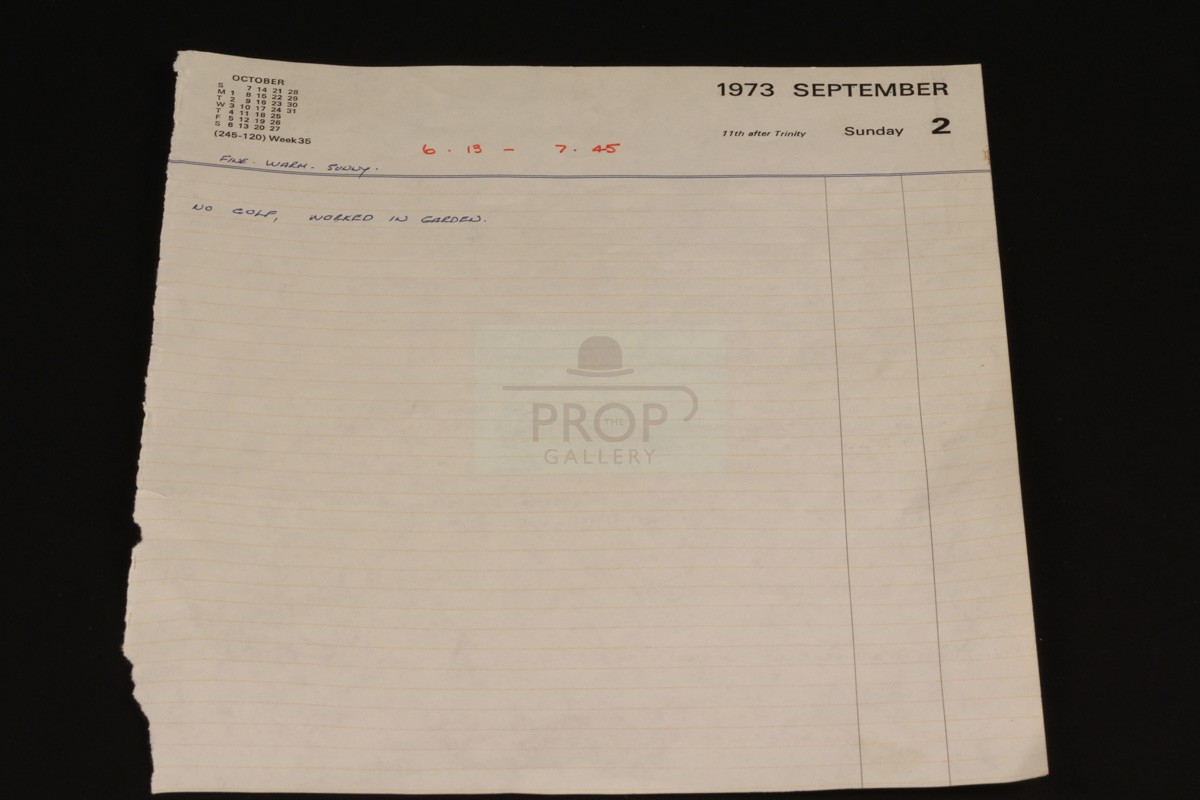 OCTOBER
S 7 14 21 28
M 1 8 15 22 29
T 2 9 16 23 30
W 3 10 17 24 31
T 4 11 18 25
F 5 12 19 26
S 6 13 20 27
(245-120) Week 35
1973 SEPTEMBER
11th after Trinity Sunday 2
6 . 13 - 7. 45
FINE. WARM. SUNNY.
NO GOLF, WORKED IN GARDEN.
THE
PROP
GALLERY